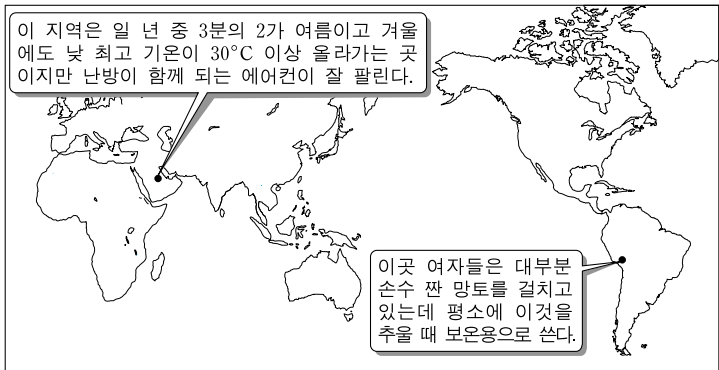 이 지역은 일 년 중 3분의 2가 여름이고 겨울
에도 낮 최고 기온이 30°C 이상 올라가는 곳
이지만 난방이 함께 되는 에어컨이 잘 팔린다.
이곳 여자들은 대부분
손수 짠 망토를 걸치고
있는데 평소에 이것을
추울 때 보온용으로 쓴다.